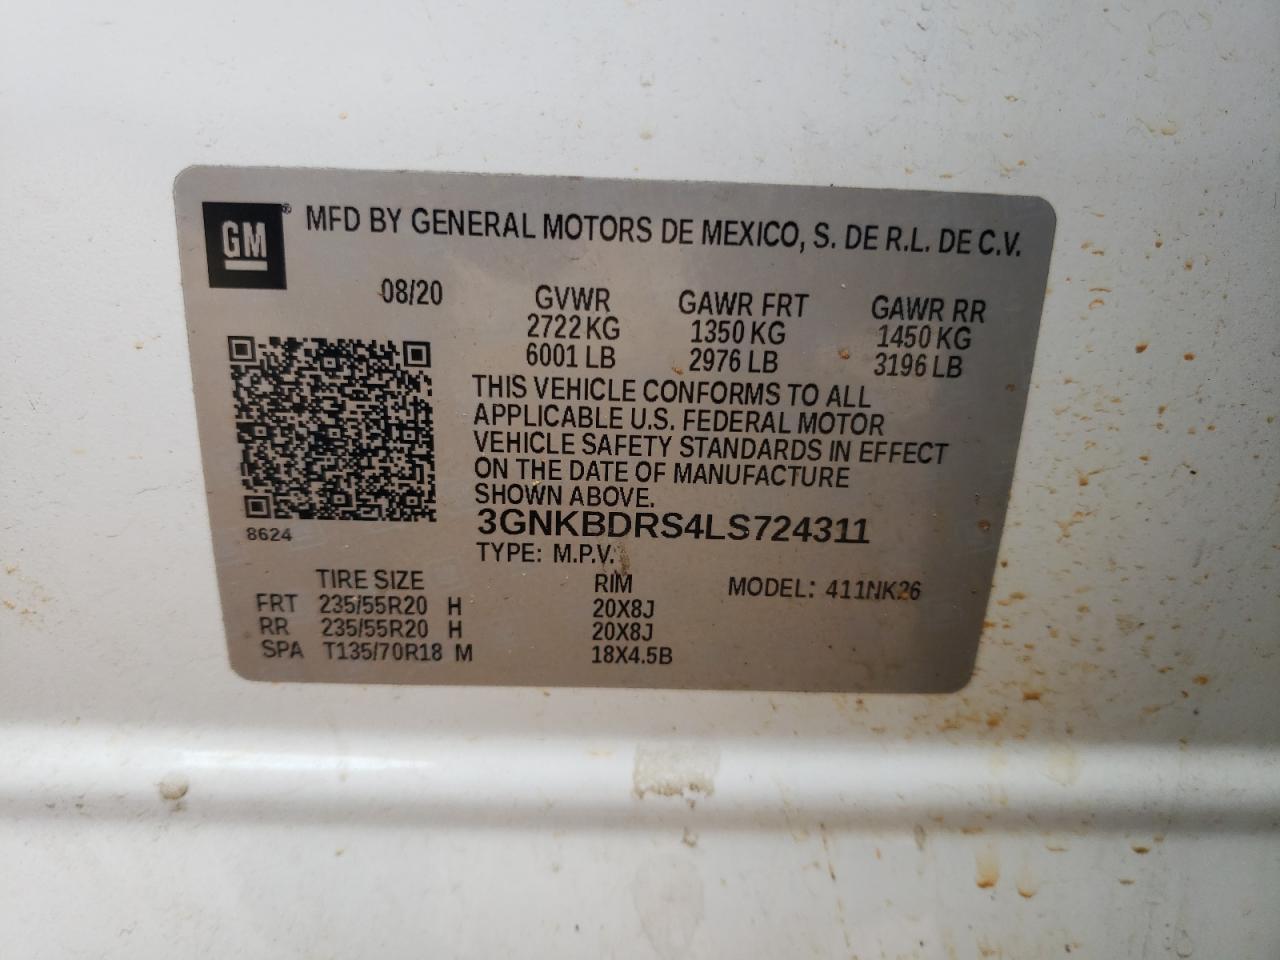 GM® MFD BY GENERAL MOTORS DE MEXICO, S. DE R.L. DE C.V.
08/20 GVWR GAWR FRT GAWR RR
2722 KG 1350 KG 1450 KG
6001 LB 2976 LB 3196 LB
THIS VEHICLE CONFORMS TO ALL
APPLICABLE U.S. FEDERAL MOTOR
VEHICLE SAFETY STANDARDS IN EFFECT
ON THE DATE OF MANUFACTURE
SHOWN ABOVE.
3GNKBDRS4LS724311
8624
TYPE: M.P.V.
TIRE SIZE RIM MODEL: 411NK26
FRT 235/55R20 H 20X8J
RR 235/55R20 H 20X8J
SPA T135/70R18 M 18X4.5B